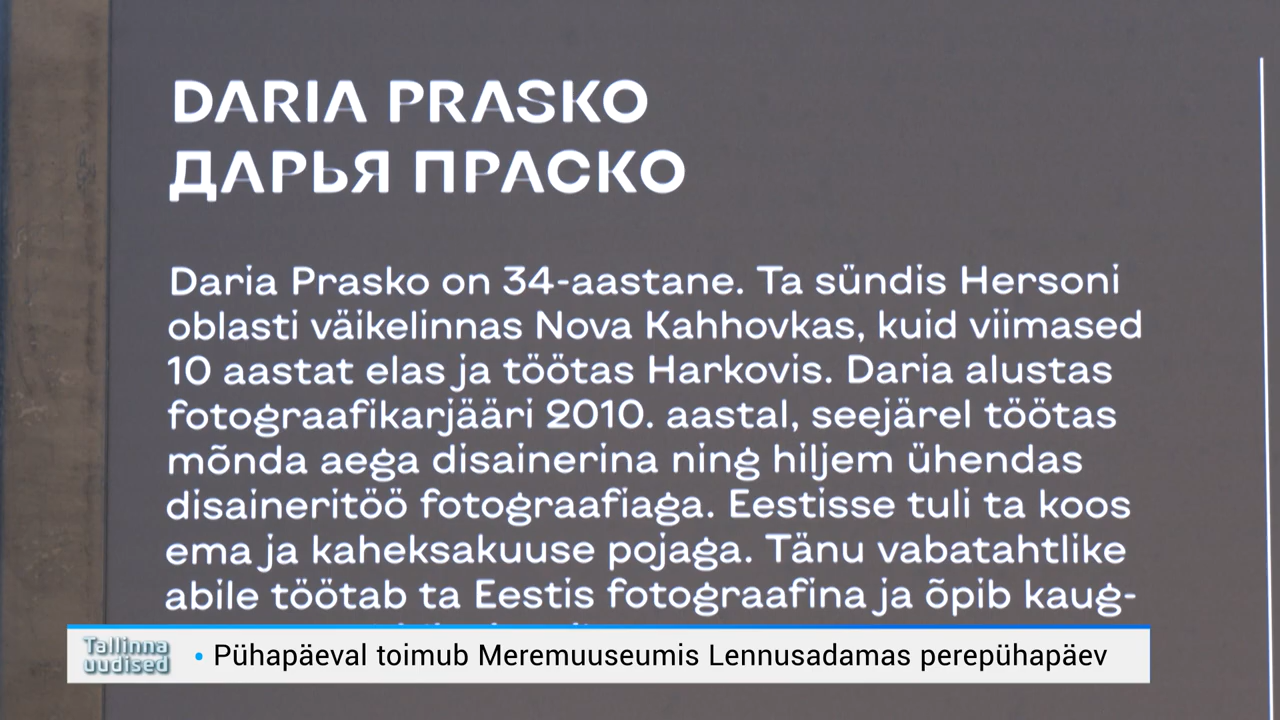 DARIA PRASKO
ДАРЬЯ ПРАСКО
Daria Prasko on 34-aastane. Ta sündis Hersoni
oblasti väikelinnas Nova Kahhovkas, kuid viimased
10 aastat elas ja töötas Harkovis. Daria alustas
fotograafikarjääri 2010. aastal, seejärel töötas
mõnda aega disainerina ning hiljem ühendas
disaineritöö fotograafiaga. Eestisse tuli ta koos
ema ja kaheksakuuse pojaga. Tänu vabatahtlike
abile töötab ta Eestis fotograafina ja õpib kaug-
Tallinna
uudised
• Pühapäeval toimub Meremuuseumis Lennusadamas perepühapäev